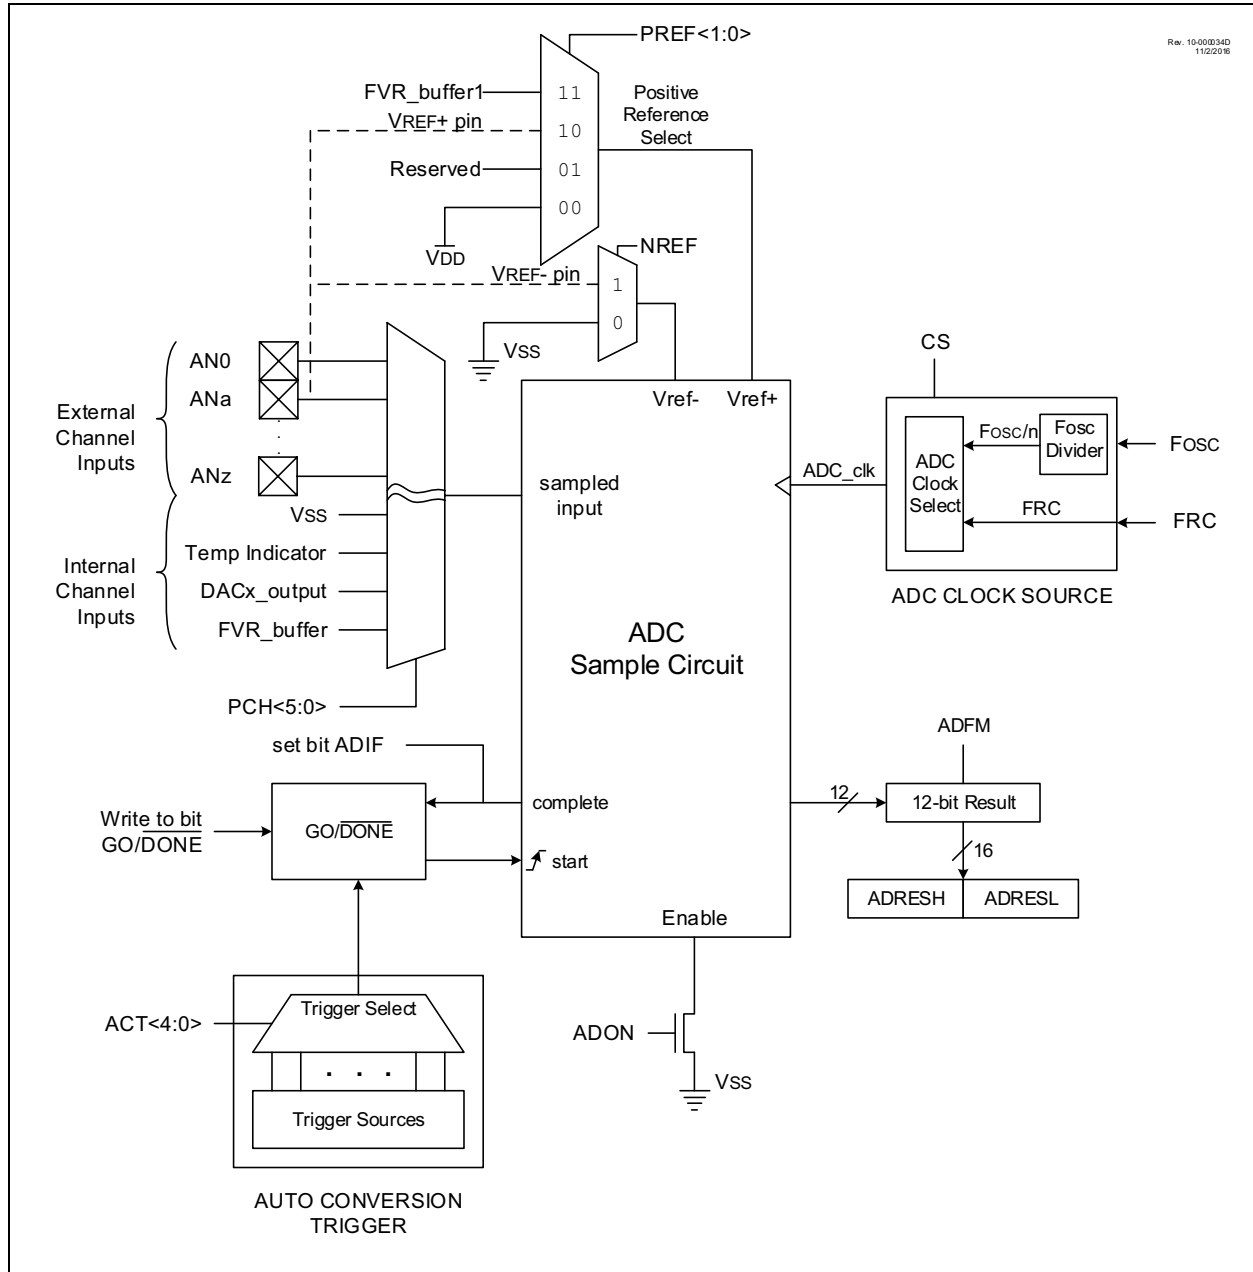 PREF<1:0>
Rev. 10-000034D
11/2/2016
FVR_buffer1
11
Positive
Reference
Select
VREF+ pin
10
Reserved
01
00
VDD
NREF
VREF- pin
1
0
VSS
Vref-
Vref+
External
Channel
Inputs
AN0
ANa
ANz
Internal
Channel
Inputs
VSS
Temp Indicator
DACx_output
FVR_buffer
PCH<5:0>
sampled
input
ADC
Sample Circuit
CS
ADC_clk
ADC
Clock
Select
FOSC/n
Fosc
Divider
FOSC
FRC
FRC
ADC CLOCK SOURCE
set bit ADIF
complete
Write to bit
GO/DONE
GO/DONE
start
Enable
ADFM
12
12-bit Result
16
ADRESH
ADRESL
ACT<4:0>
Trigger Select
. . .
Trigger Sources
AUTO CONVERSION
TRIGGER
ADON
VSS